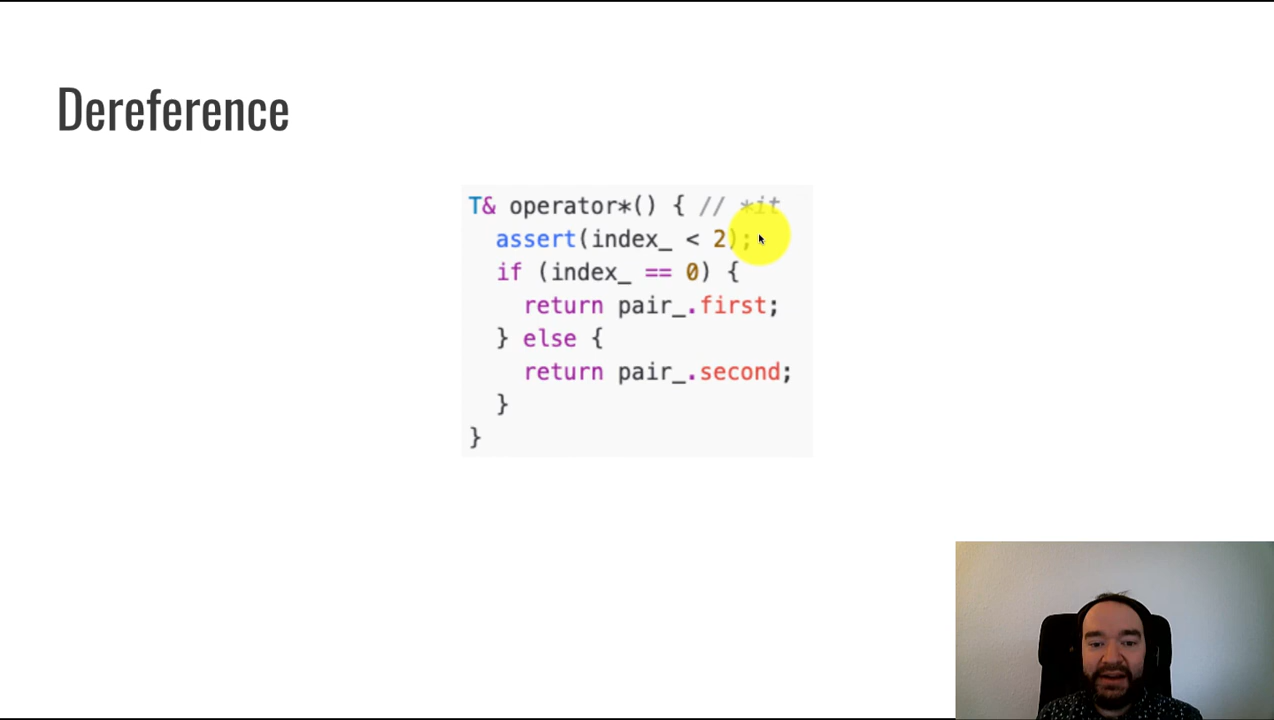 Dereference
T& operator*() { // *it
assert(index_ < 2);
if (index_ == 0) {
return pair_.first;
} else {
return pair_.second;
}
}